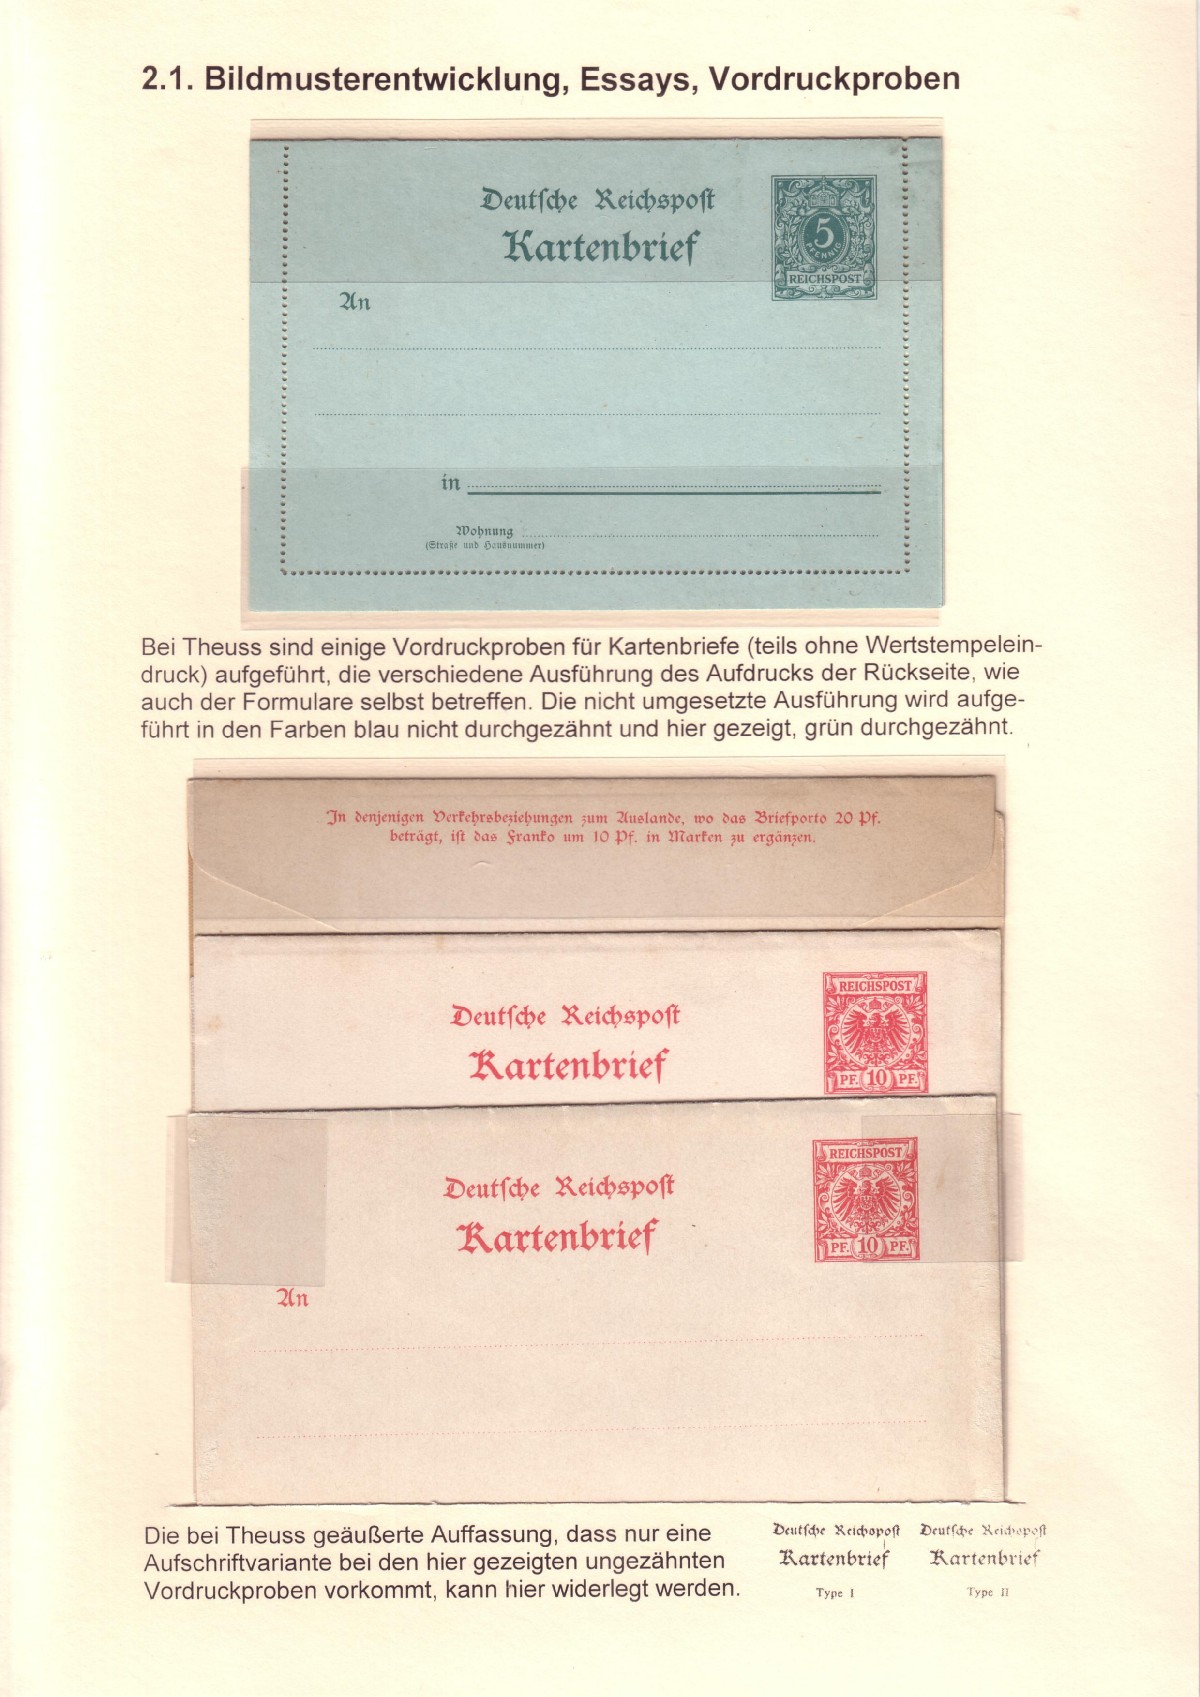 2.1. Bildmusterentwicklung, Essays, Vordruckproben
Deutsche Reichspost
Kartenbrief
5
PFENNIG
REICHSPOST
An
in
Wohnung
(Straße und Hausnummer)
Bei Theuss sind einige Vordruckproben für Kartenbriefe (teils ohne Wertstempelein-
druck) aufgeführt, die verschiedene Ausführung des Aufdrucks der Rückseite, wie
auch der Formulare selbst betreffen. Die nicht umgesetzte Ausführung wird aufge-
führt in den Farben blau nicht durchgezähnt und hier gezeigt, grün durchgezähnt.
In denjenigen Verkehrsbeziehungen zum Auslande, wo das Briefporto 20 Pf.
beträgt, ist das Franko um 10 Pf. in Marken zu ergänzen.
REICHSPOST
Deutsche Reichspost
Kartenbrief
PF. 10 PF.
REICHSPOST
Deutsche Reichspost
Kartenbrief
PF. 10 PF.
An
Die bei Theuss geäußerte Auffassung, dass nur eine
Aufschriftvariante bei den hier gezeigten ungezähnten
Vordruckproben vorkommt, kann hier widerlegt werden.
Deutsche Reichspost
Kartenbrief
Type I
Deutsche Reichspost
Kartenbrief
Type II